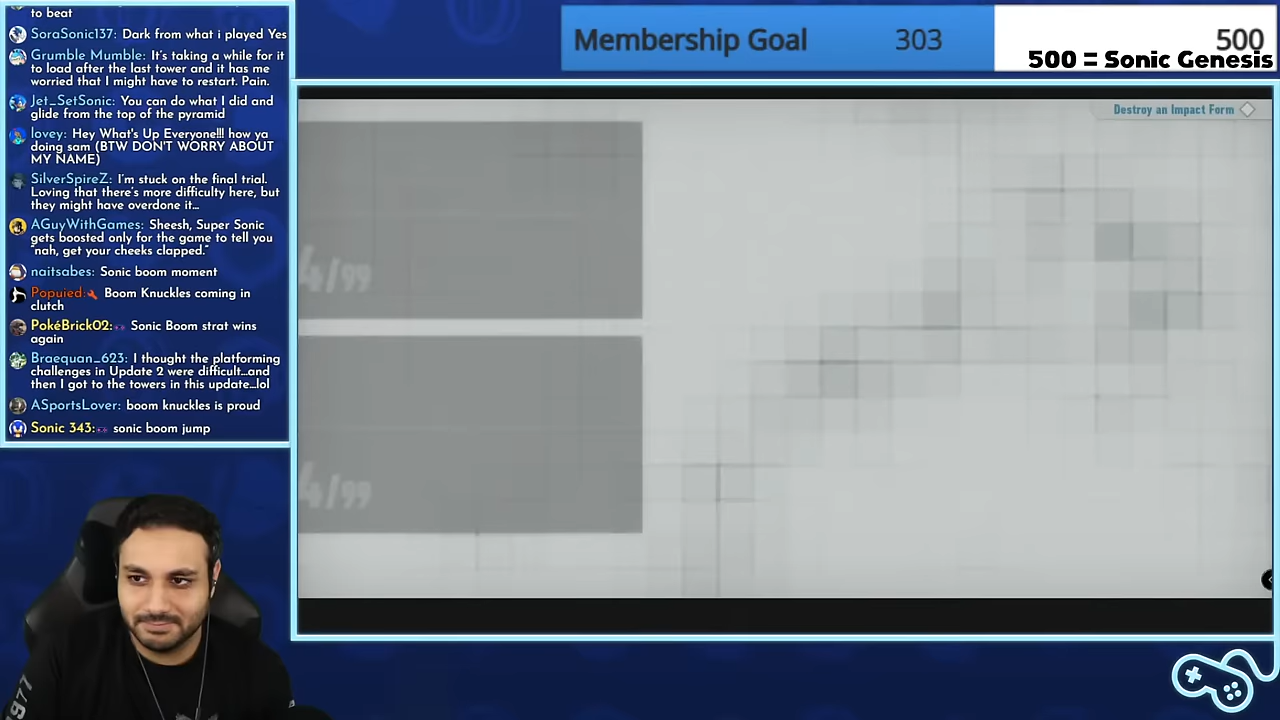 to beat
SoraSonic137: Dark from what i played Yes
Grumble Mumble: It's taking a while for it
to load after the last tower and it has me
worried that I might have to restart. Pain.
Jet_SetSonic: You can do what I did and
glide from the top of the pyramid
lovey: Hey What's Up Everyone!!! how ya
doing sam (BTW DON'T WORRY ABOUT
MY NAME)
SilverSpireZ: I'm stuck on the final trial.
Loving that there's more difficulty here, but
they might have overdone it...
AGuyWithGames: Sheesh, Super Sonic
gets boosted only for the game to tell you
"nah, get your cheeks clapped."
naitsabes: Sonic boom moment
Popuied: Boom Knuckles coming in
clutch
PokéBrick02: Sonic Boom strat wins
again
Braequan_623: I thought the platforming
challenges in Update 2 were difficult...and
then I got to the towers in this update...lol
ASportsLover: boom knuckles is proud
Sonic 343: sonic boom jump
Membership Goal 303 500
500 = Sonic Genesis
Destroy an Impact Form
4/99
4/99
977